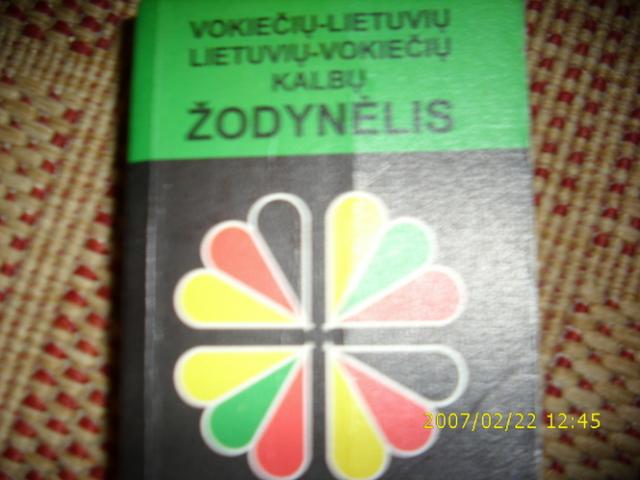 VOKIEČIŲ-LIETUVIŲ
LIETUVIŲ-VOKIEČIŲ
KALBŲ
ŽODYNĖLIS
2007/02/22 12:45